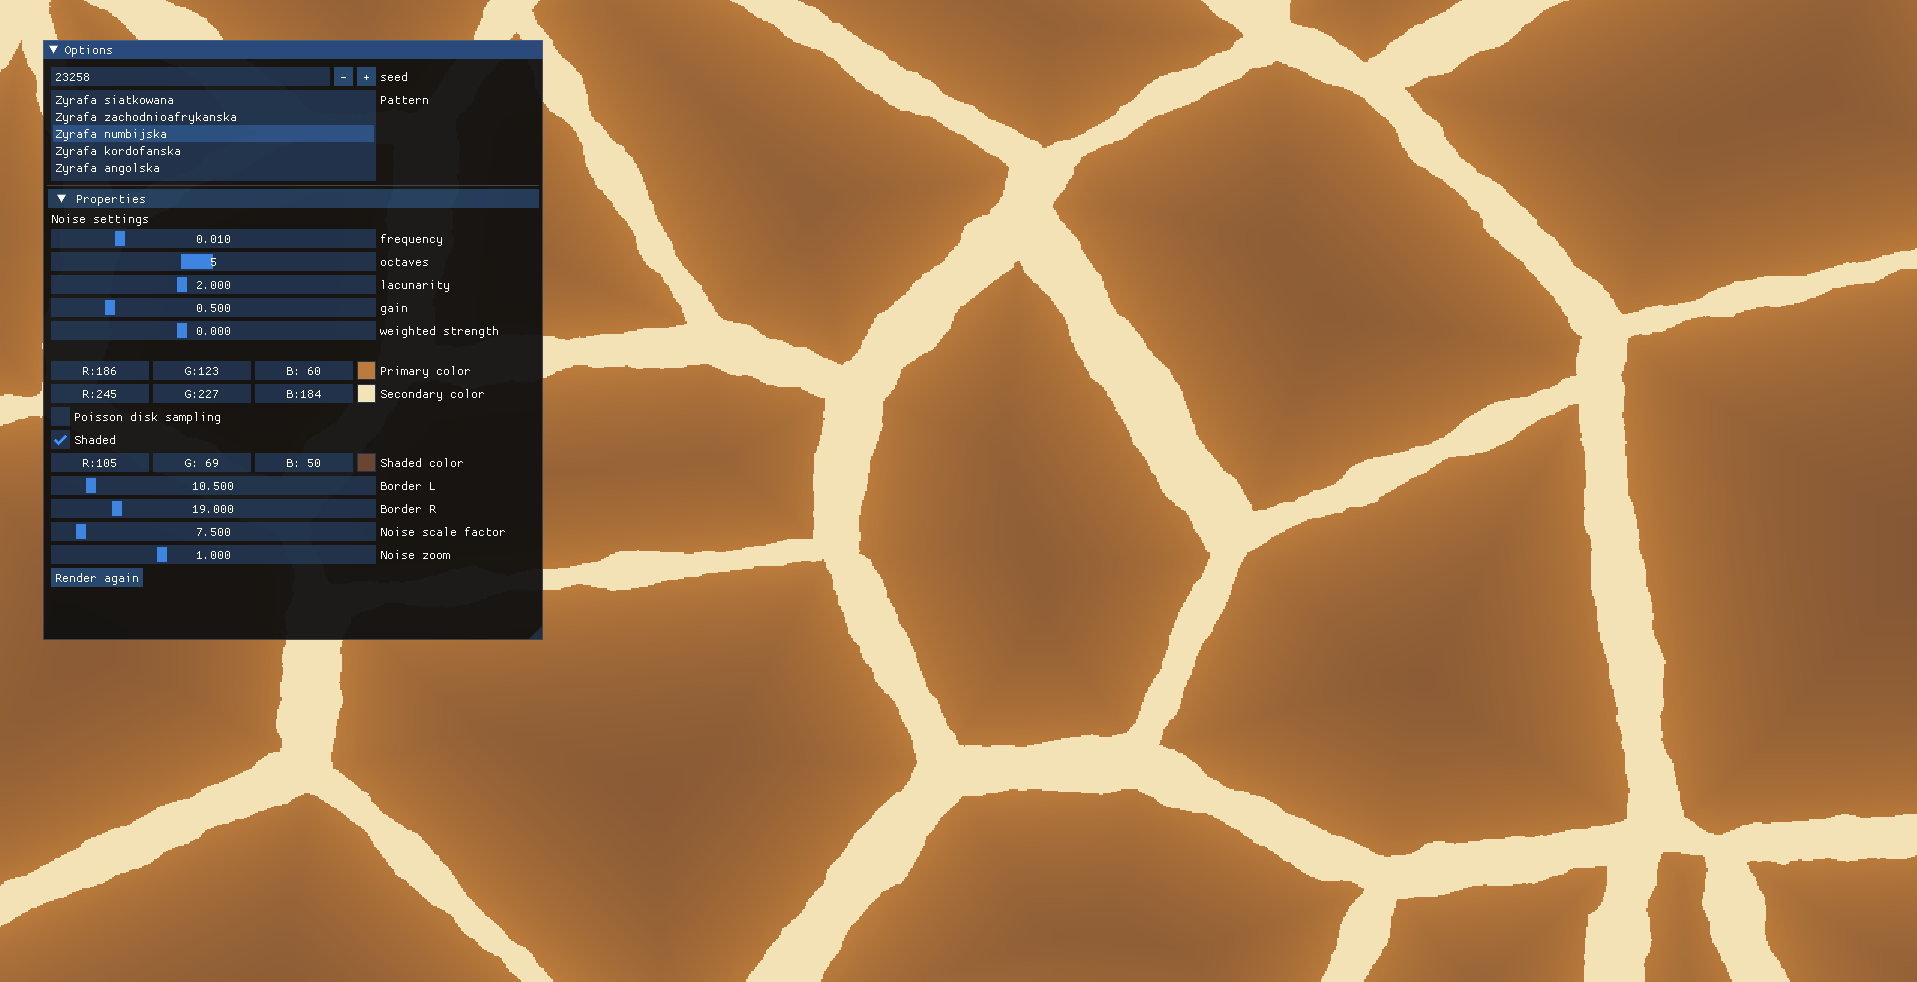 Options
23258 - + seed
Zyrafa siatkowana Pattern
Zyrafa zachodnioafrykanska
Zyrafa numbijska
Zyrafa kordofanska
Zyrafa angolska
Properties
Noise settings
0.010 frequency
5 octaves
2.000 lacunarity
0.500 gain
0.000 weighted strength
R:186 G:123 B: 60 Primary color
R:245 G:227 B:184 Secondary color
Poisson disk sampling
Shaded
R:105 G: 69 B: 50 Shaded color
10.500 Border L
19.000 Border R
7.500 Noise scale factor
1.000 Noise zoom
Render again